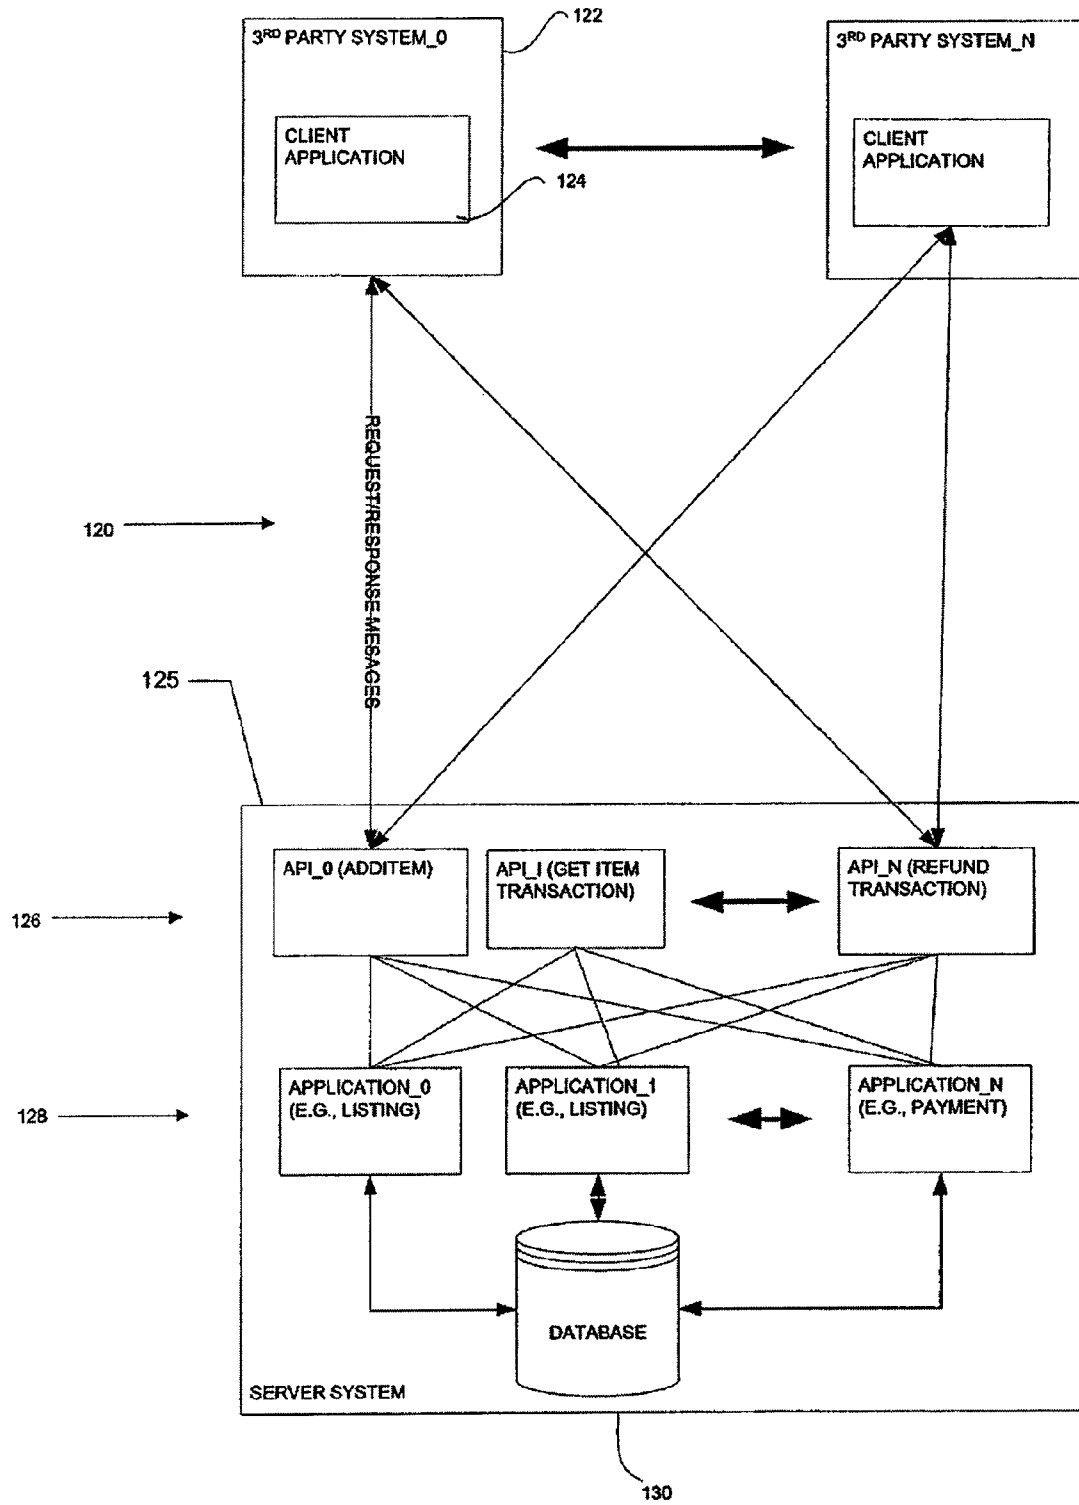 122
3RD PARTY SYSTEM_0
3RD PARTY SYSTEM_N
CLIENT
APPLICATION
CLIENT
APPLICATION
124
REQUEST/RESPONSE MESAGES
120
125
API_0 (ADDITEM)
API_I (GET ITEM
TRANSACTION)
API_N (REFUND
TRANSACTION)
126
APPLICATION_0
(E.G., LISTING)
APPLICATION_1
(E.G., LISTING)
APPLICATION_N
(E.G., PAYMENT)
128
DATABASE
SERVER SYSTEM
130